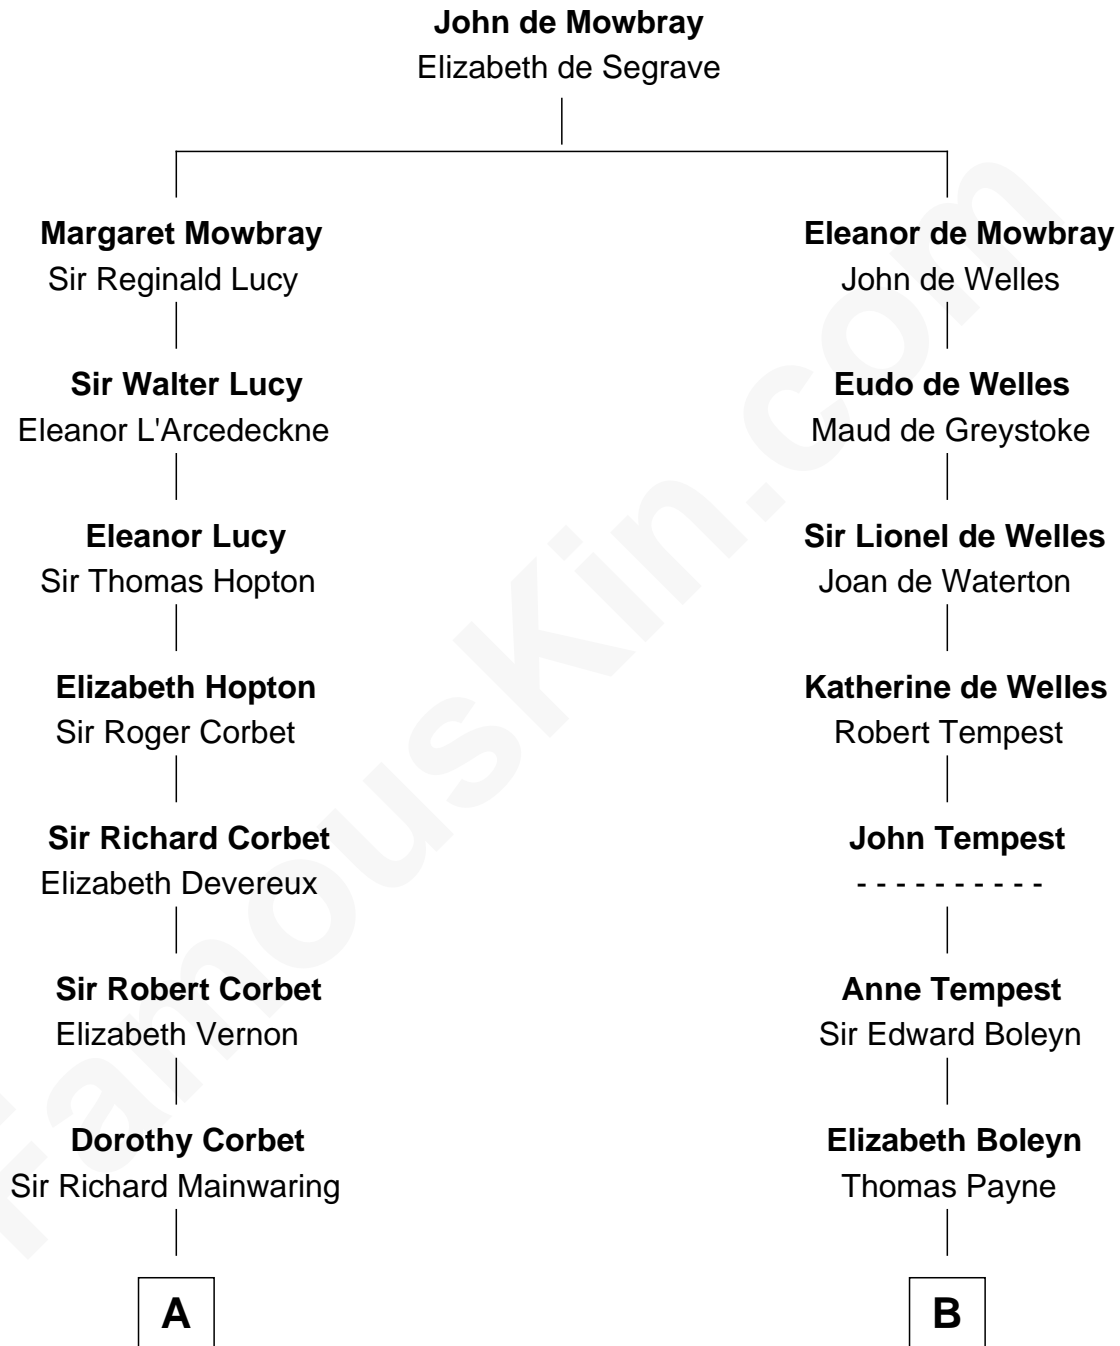 John de Mowbray
Elizabeth de Segrave
Margaret Mowbray
Sir Reginald Lucy
Sir Walter Lucy
Eleanor L'Arcedeckne
Eleanor Lucy
Sir Thomas Hopton
Elizabeth Hopton
Sir Roger Corbet
Sir Richard Corbet
Elizabeth Devereux
Sir Robert Corbet
Elizabeth Vernon
Dorothy Corbet
Sir Richard Mainwaring
A
Eleanor de Mowbray
John de Welles
Eudo de Welles
Maud de Greystoke
Sir Lionel de Welles
Joan de Waterton
Katherine de Welles
Robert Tempest
John Tempest
- - - - - - - - - -
Anne Tempest
Sir Edward Boleyn
Elizabeth Boleyn
Thomas Payne
B
FamousKin.com